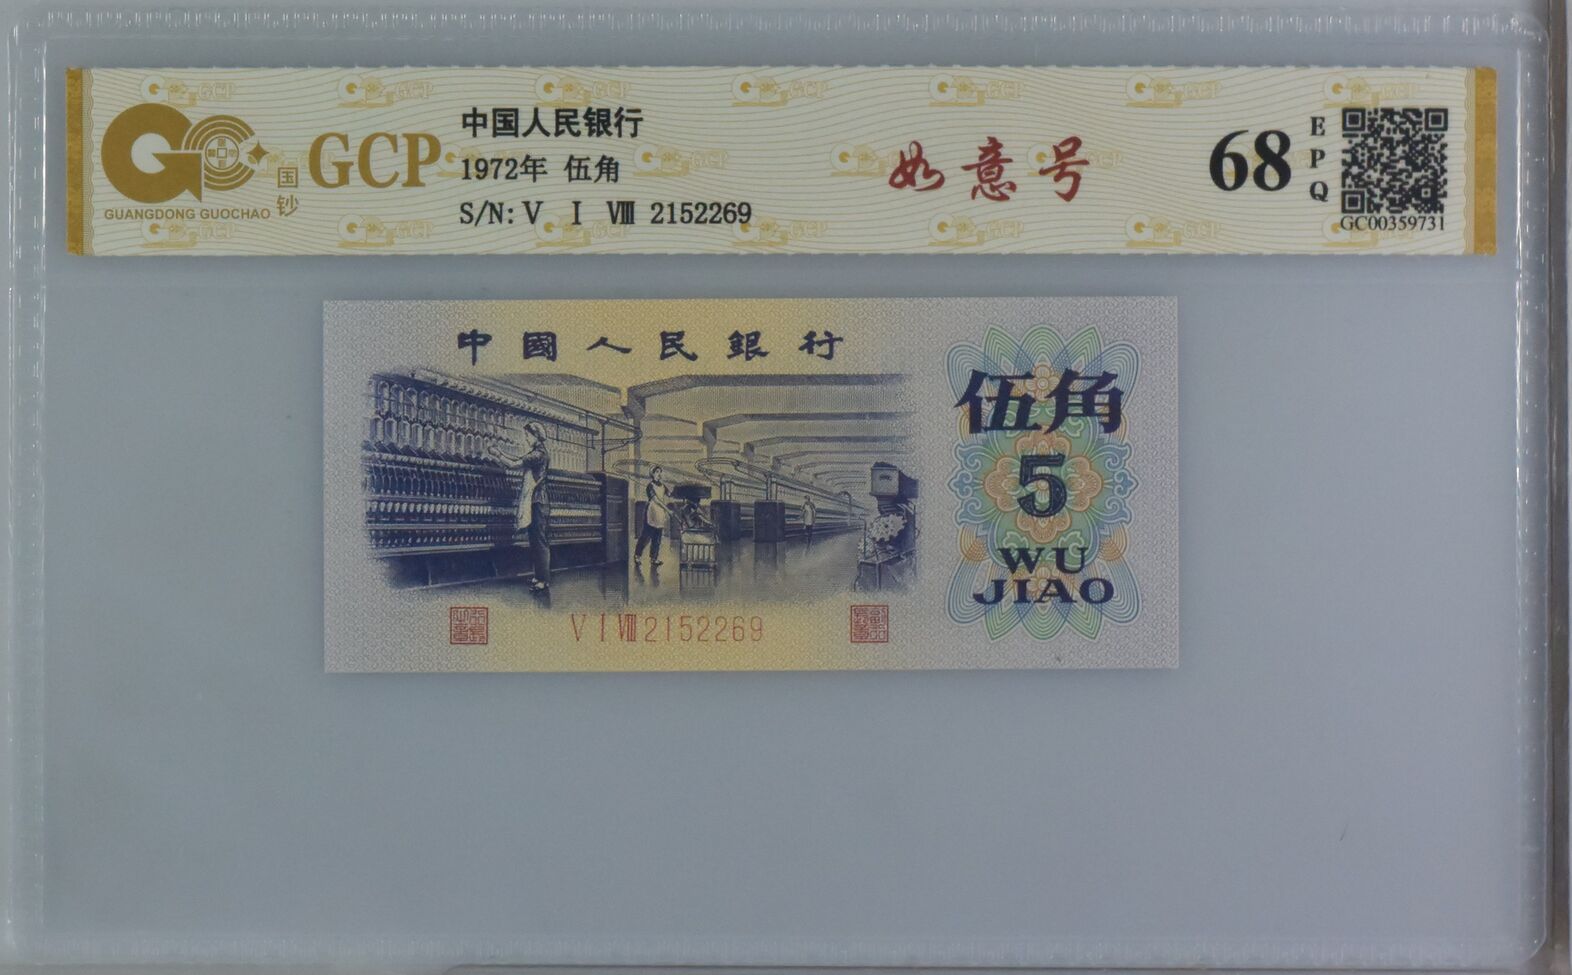 GUANGDONG GUOCHAO
国钞
GCP
中国人民银行
1972年 伍角
S/N: V Ⅰ Ⅷ 2152269
如意号
68
EPQ
GC00359731
中國人民銀行
伍角
5
WU
JIAO
V I Ⅷ 2152269